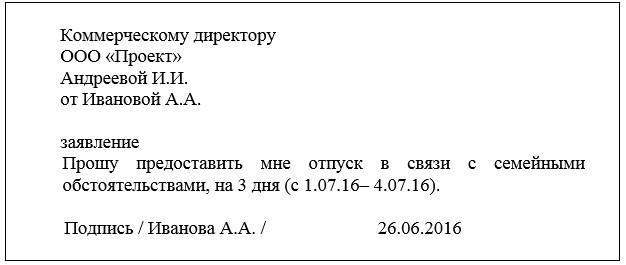 Коммерческому директору
ООО «Проект»
Андреевой И.И.
от Ивановой А.А.
заявление
Прошу предоставить мне отпуск в связи с семейными
обстоятельствами, на 3 дня (с 1.07.16– 4.07.16).
Подпись / Иванова А.А. / 26.06.2016